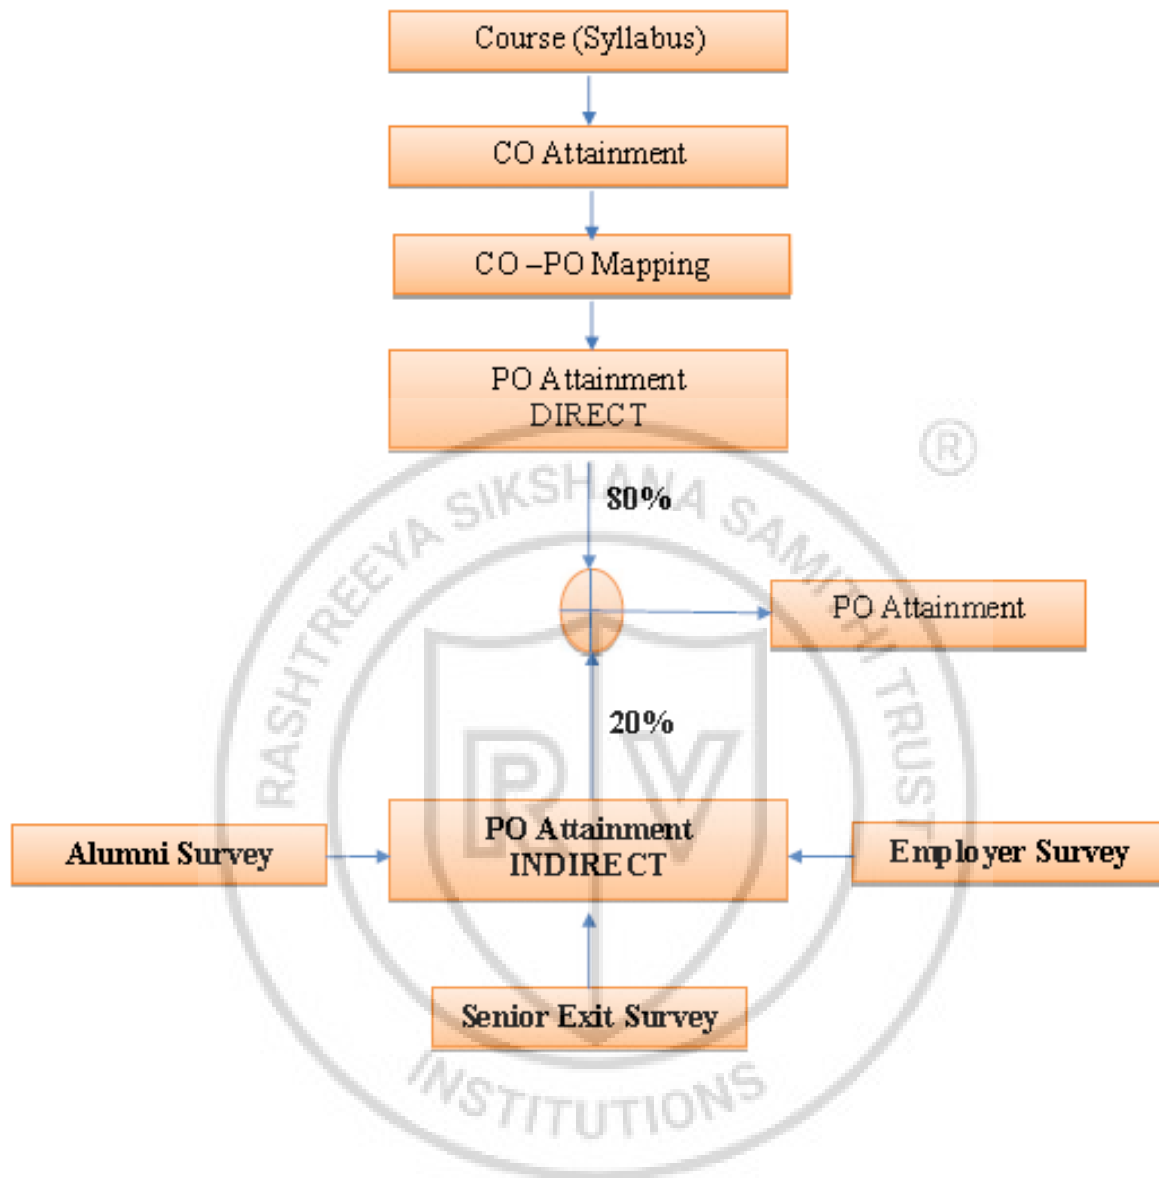 Course (Syllabus)
CO Attainment
CO –PO Mapping
PO Attainment
DIRECT
®
80%
PO Attainment
20%
Alumni Survey
PO Attainment
INDIRECT
Employer Survey
Senior Exit Survey
RASHTREEYA SIKSHANA SAMITHI TRUST
RV
INSTITUTIONS